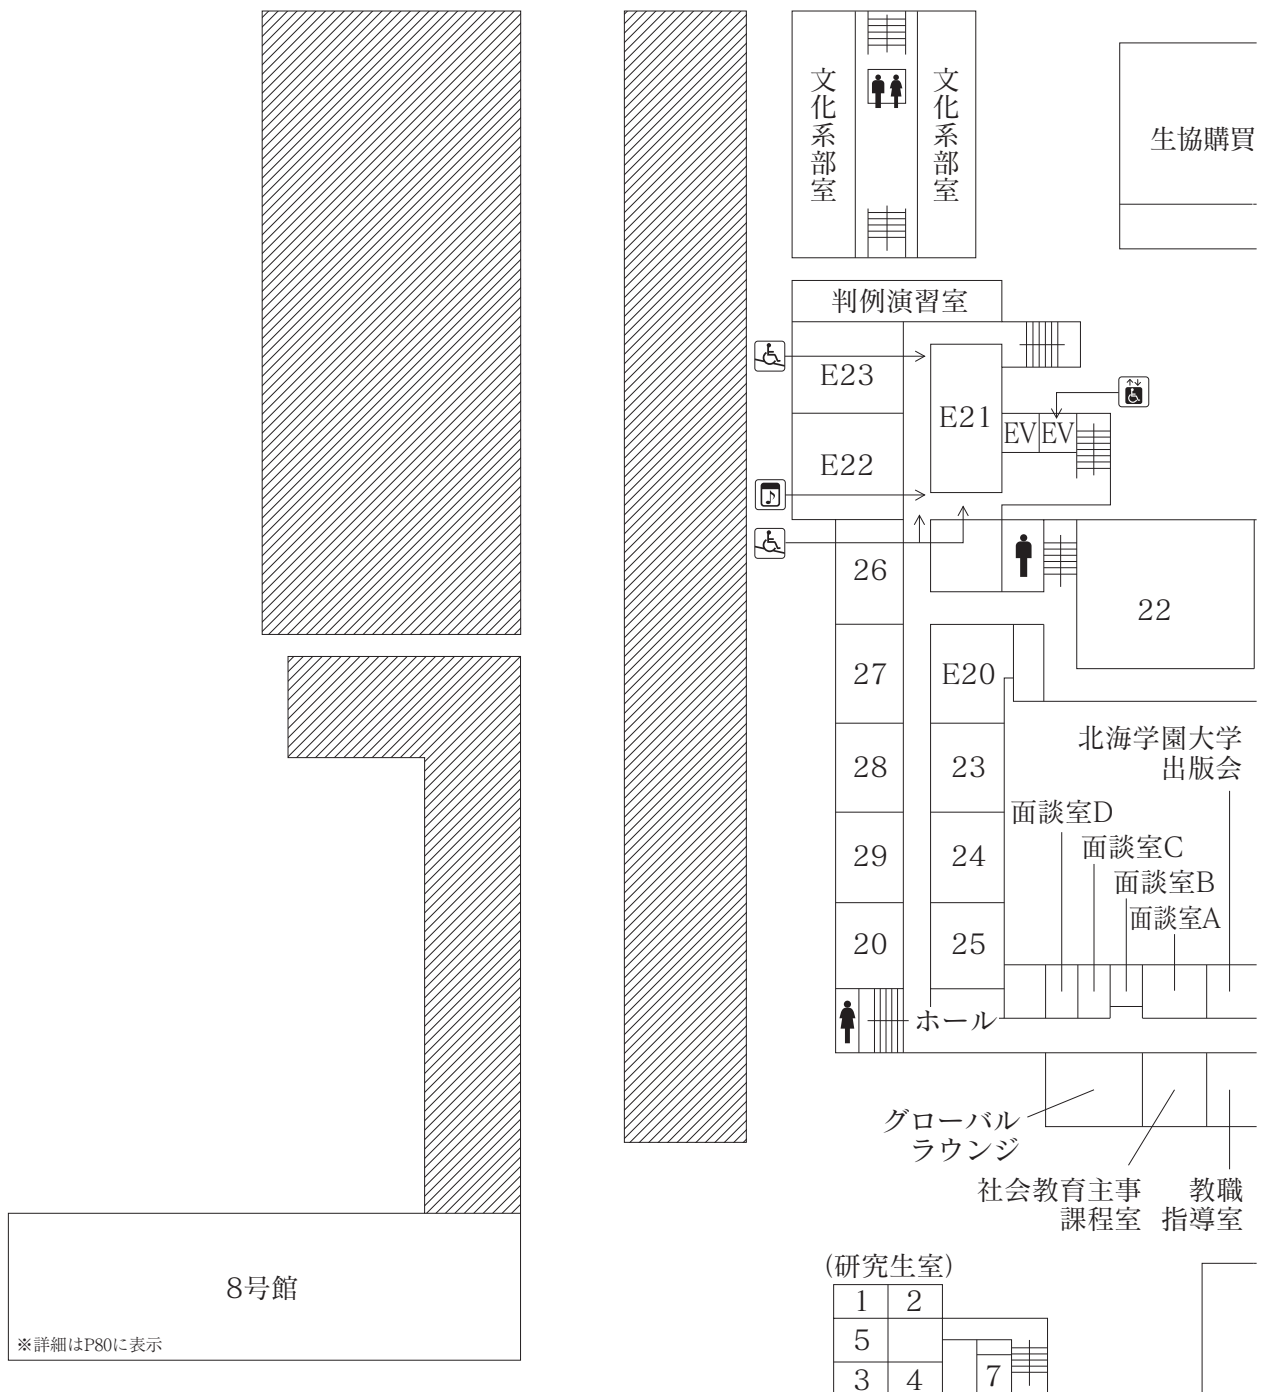 文化系部室
文化系部室
生協購買
判例演習室
E23
E21
EV
EV
E22
26
22
27
E20
北海学園大学
出版会
28
23
面談室D
面談室C
29
24
面談室B
面談室A
20
25
ホール
グローバル
ラウンジ
社会教育主事
課程室
教職
指導室
8号館
※詳細はP80に表示
(研究生室)
1
2
5
3
4
7